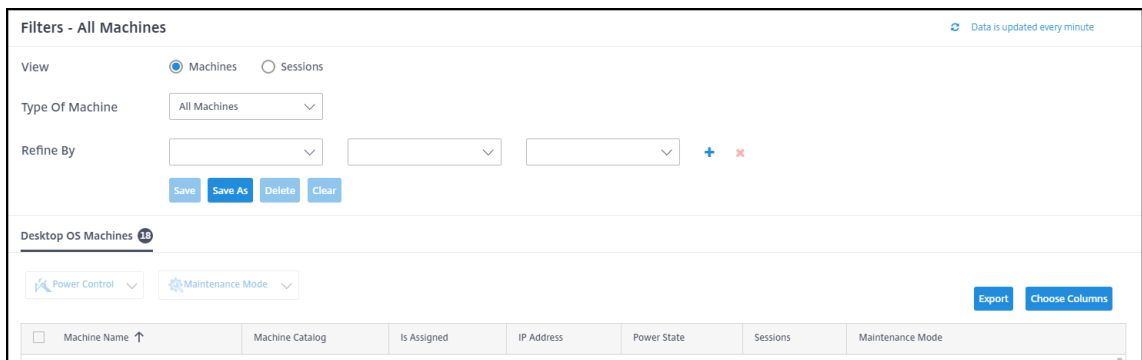 Filters - All Machines
Data is updated every minute
View
Machines
Sessions
Type Of Machine
All Machines
Refine By
Save
Save As
Delete
Clear
Desktop OS Machines 18
Power Control
Maintenance Mode
Export
Choose Columns
Machine Name
Machine Catalog
Is Assigned
IP Address
Power State
Sessions
Maintenance Mode